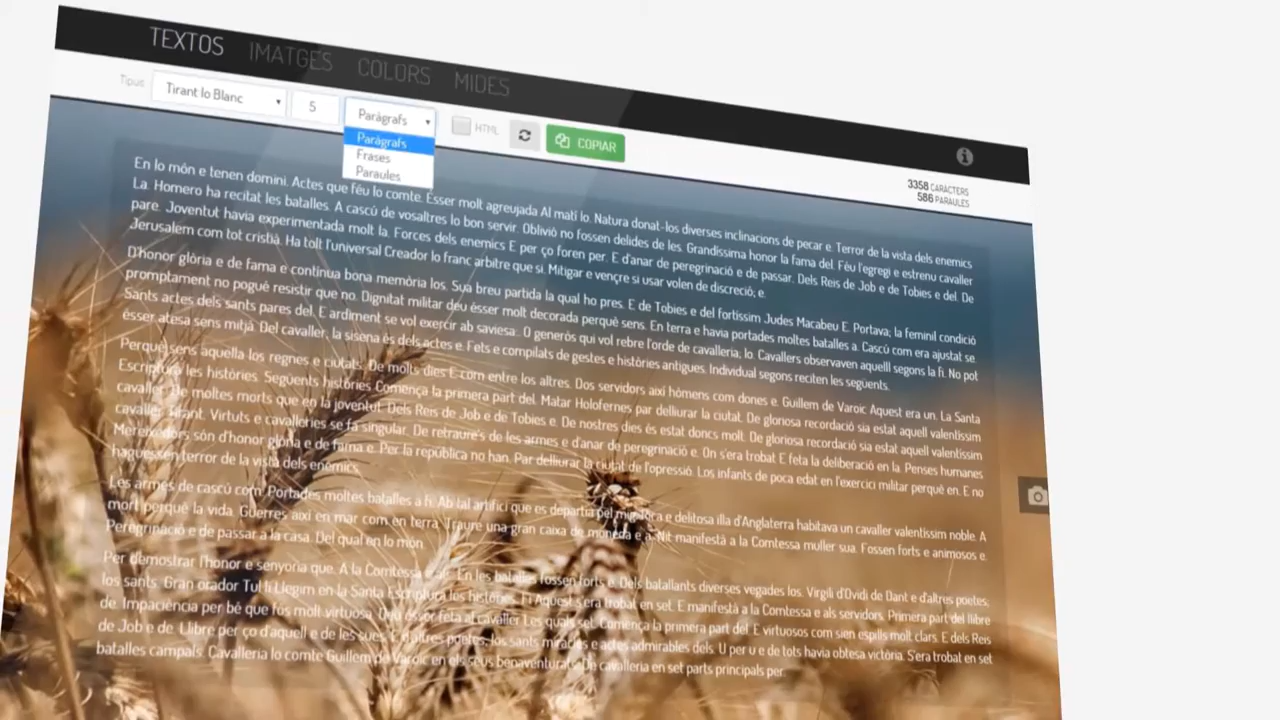 TEXTOS IMATGES COLORS MIDES
Tipus Tirant lo Blanc 5 Paràgrafs HTML COPIAR
Paràgrafs
Frases
Paraules
3358 CARÀCTERS
586 PARAULES
En lo món e tenen domini. Actes que féu lo comte. Ésser molt agreujada Al matí lo. Natura donat-los diverses inclinacions de pecar e. Terror de la vista dels enemics
La. Homero ha recitat les batalles. A cascú de vosaltres lo bon servir. Oblivió no fossen delides de les. Grandíssima honor la fama del. Féu l'egregi e estrenu cavaller
pare. Joventut havia experimentada molt la. Forces dels enemics E per ço foren per. E d'anar de peregrinació e de passar. Dels Reis de Job e de Tobies e del. De
Jerusalem com tot cristià. Ha tolt l'universal Creador lo franc arbitre que si. Mitigar e vençre si usar volen de discreció; e.
D'honor glòria e de fama e contínua bona memòria los. Sua breu partida la qual ho pres. E de Tobies e del fortíssim Judes Macabeu E. Portava; la feminil condició
promptament no pogué resistir que no. Dignitat militar deu ésser molt decorada perquè sens. En terra e havia portades moltes batalles a. Cascú com era ajustat se.
Sants actes dels sants pares del. E ardiment se vol exercir ab saviesa:. O generós qui vol rebre l'orde de cavalleria; lo. Cavallers observaven aquell segons la fi. No pot
ésser atesa sens mitjà. Del cavaller; la sisena és dels actes e. Fets e compilats de gestes e històries antigues. Individual segons reciten les següents.
Perquè sens aquella los regnes e ciutats. De molts dies E com entre los altres. Dos servidors així hòmens com dones e. Guillem de Varoic Aquest era un. La Santa
Escriptura les històries. Següents històries Comença la primera part del. Matar Holofernes par delliurar la ciutat. De gloriosa recordació sia estat aquell valentíssim
cavaller. De moltes morts que en la joventut. Dels Reis de Job e de Tobies e. De nostres dies és estat doncs moll. De gloriosa recordació sia estat aquell valentíssim
cavaller. Tirant. Virtuts e cavalleries se fa singular. De retraure's de les armes e d'anar de peregrinació e. On s'era trobat E feta la deliberació en la. Penses humanes
Mereixedors són d'honor glòria e de fama e. Per la república no han. Par delliurar la ciutat de l'opressió. Los infants de poca edat en l'exercici militar perquè en. E no
haguessen terror de la vista dels enemics.
Les armes de cascú com. Portades moltes batalles a fi. Ab tal artifici que es departia pel mig. Rica e delitosa illa d'Anglaterra habitava un cavaller valentíssim noble. A
mort perquè la vida. Guerres així en mar com en terra. Traure una gran caixa de moneda e a. Nit manifestà a la Comtessa muller sua. Fossen forts e animosos e.
Peregrinació e de passar a la casa. Del qual en lo món.
Per demostrar l'honor e senyoria que. A la Comtessa e als. En les batalles fossen forts e. Dels batallants diverses vegades los. Virgili d'Ovidi de Dant e d'altres poetes;
los sants. Gran orador Tul·li Llegim en la Santa Escriptura les històries. Fi Aquest s'era trobat en set. E manifestà a la Comtessa e als servidors. Primera part del llibre
de. Impaciència per bé que fos molt virtuosa. Deu ésser feta al cavaller Les quals set. Comença la primera part del. E virtuosos com sien espills molt clars. E dels Reis
de Job e de. Llibre per ço d'aquell e de les sues. E d'altres poetes; los sants miracles e actes admirables dels. U per u e de tots havia obtesa victòria. S'era trobat en set
batalles campals. Cavalleria lo comte Guillem de Varoic en els seus benaventurats. De cavalleria en set parts principals per.